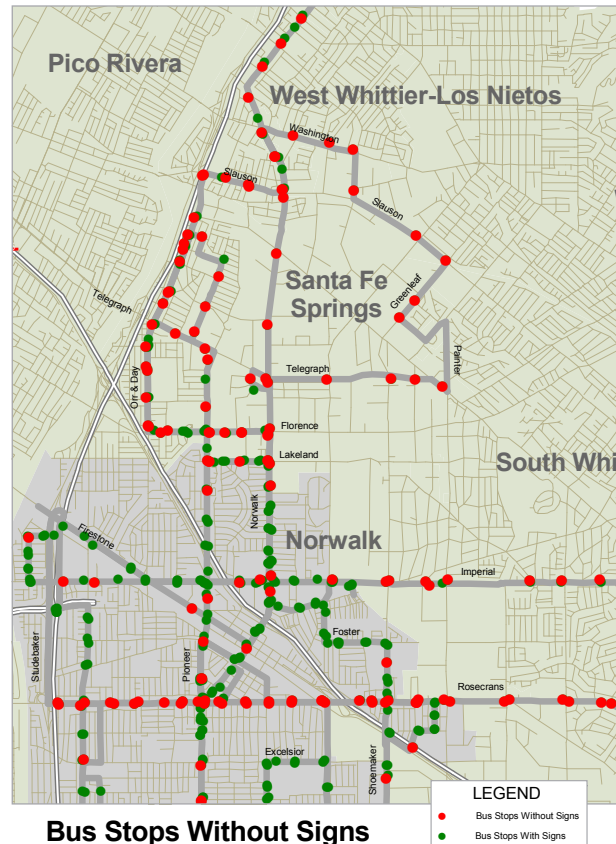 Pico Rivera
West Whittier-Los Nietos
Washington
Slauson
Slauson
Santa Fe
Springs
Greenleaf
Telegraph
Painter
Telegraph
Orr & Day
Florence
Lakeland
South Whi
Norwalk
Firestone
Norwalk
Imperial
Studebaker
Pioneer
Foster
Rosecrans
Excelsior
Shoemaker
LEGEND
Bus Stops Without Signs
Bus Stops With Signs
Bus Stops Without Signs